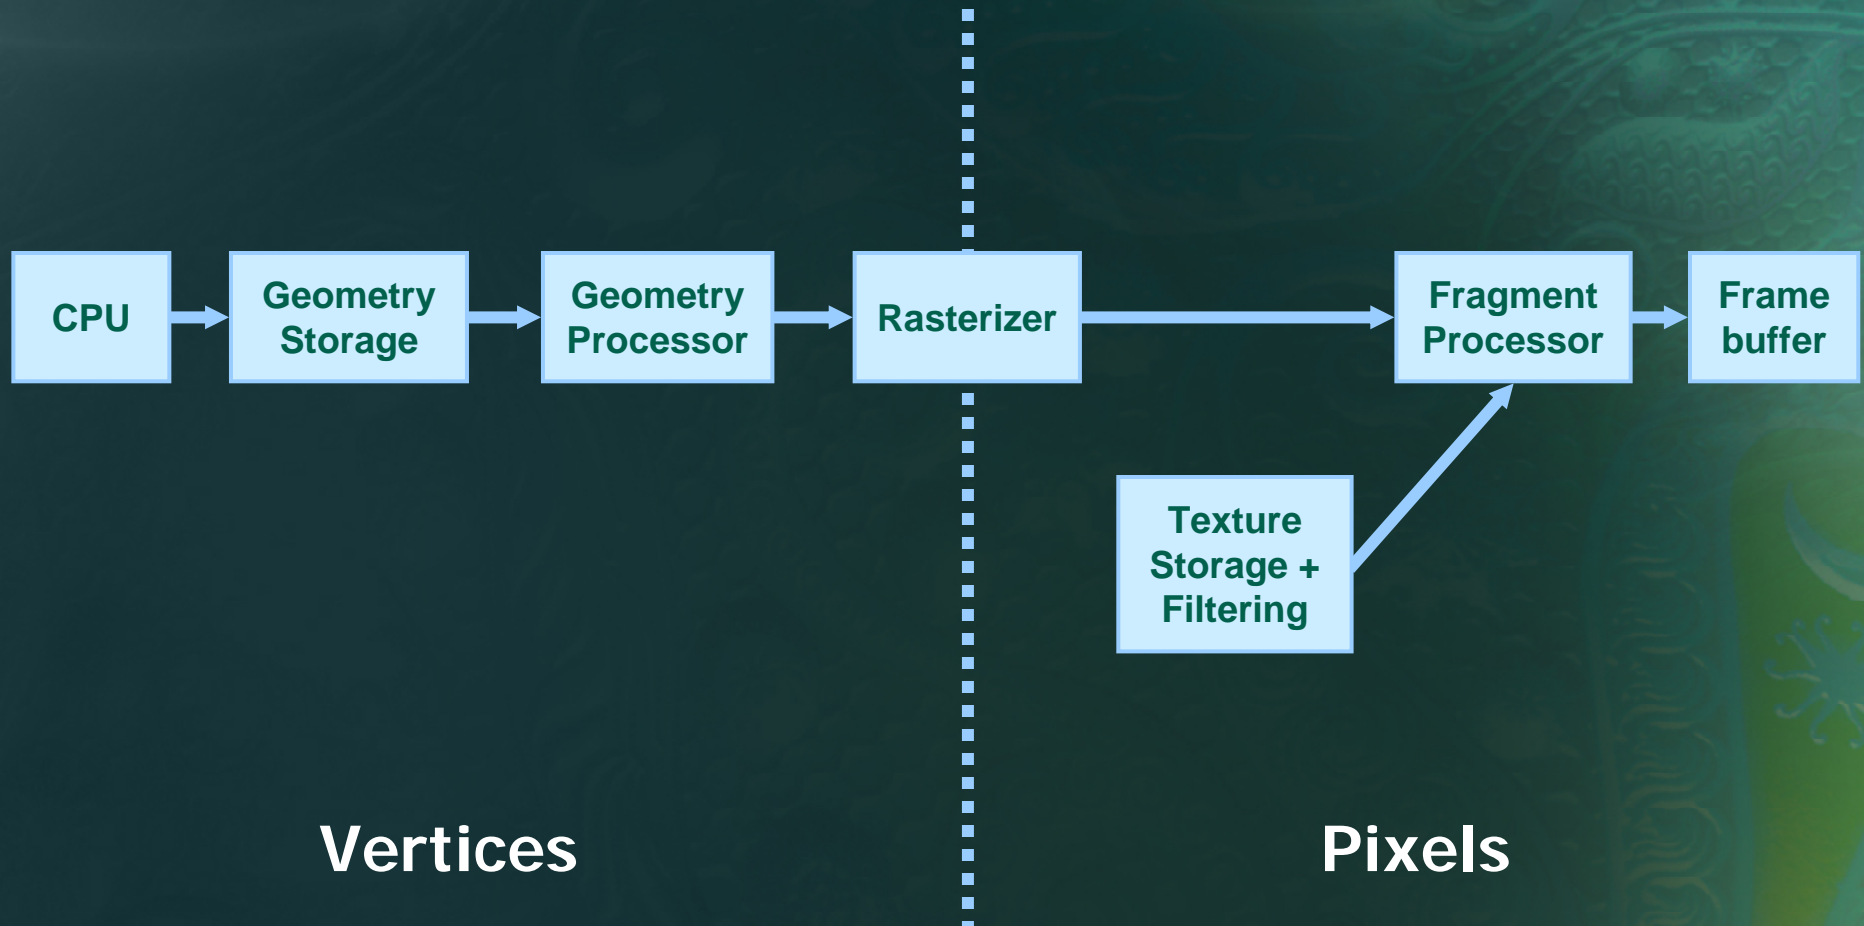 CPU
Geometry
Storage
Geometry
Processor
Rasterizer
Fragment
Processor
Frame
buffer
Texture
Storage +
Filtering
Vertices
Pixels